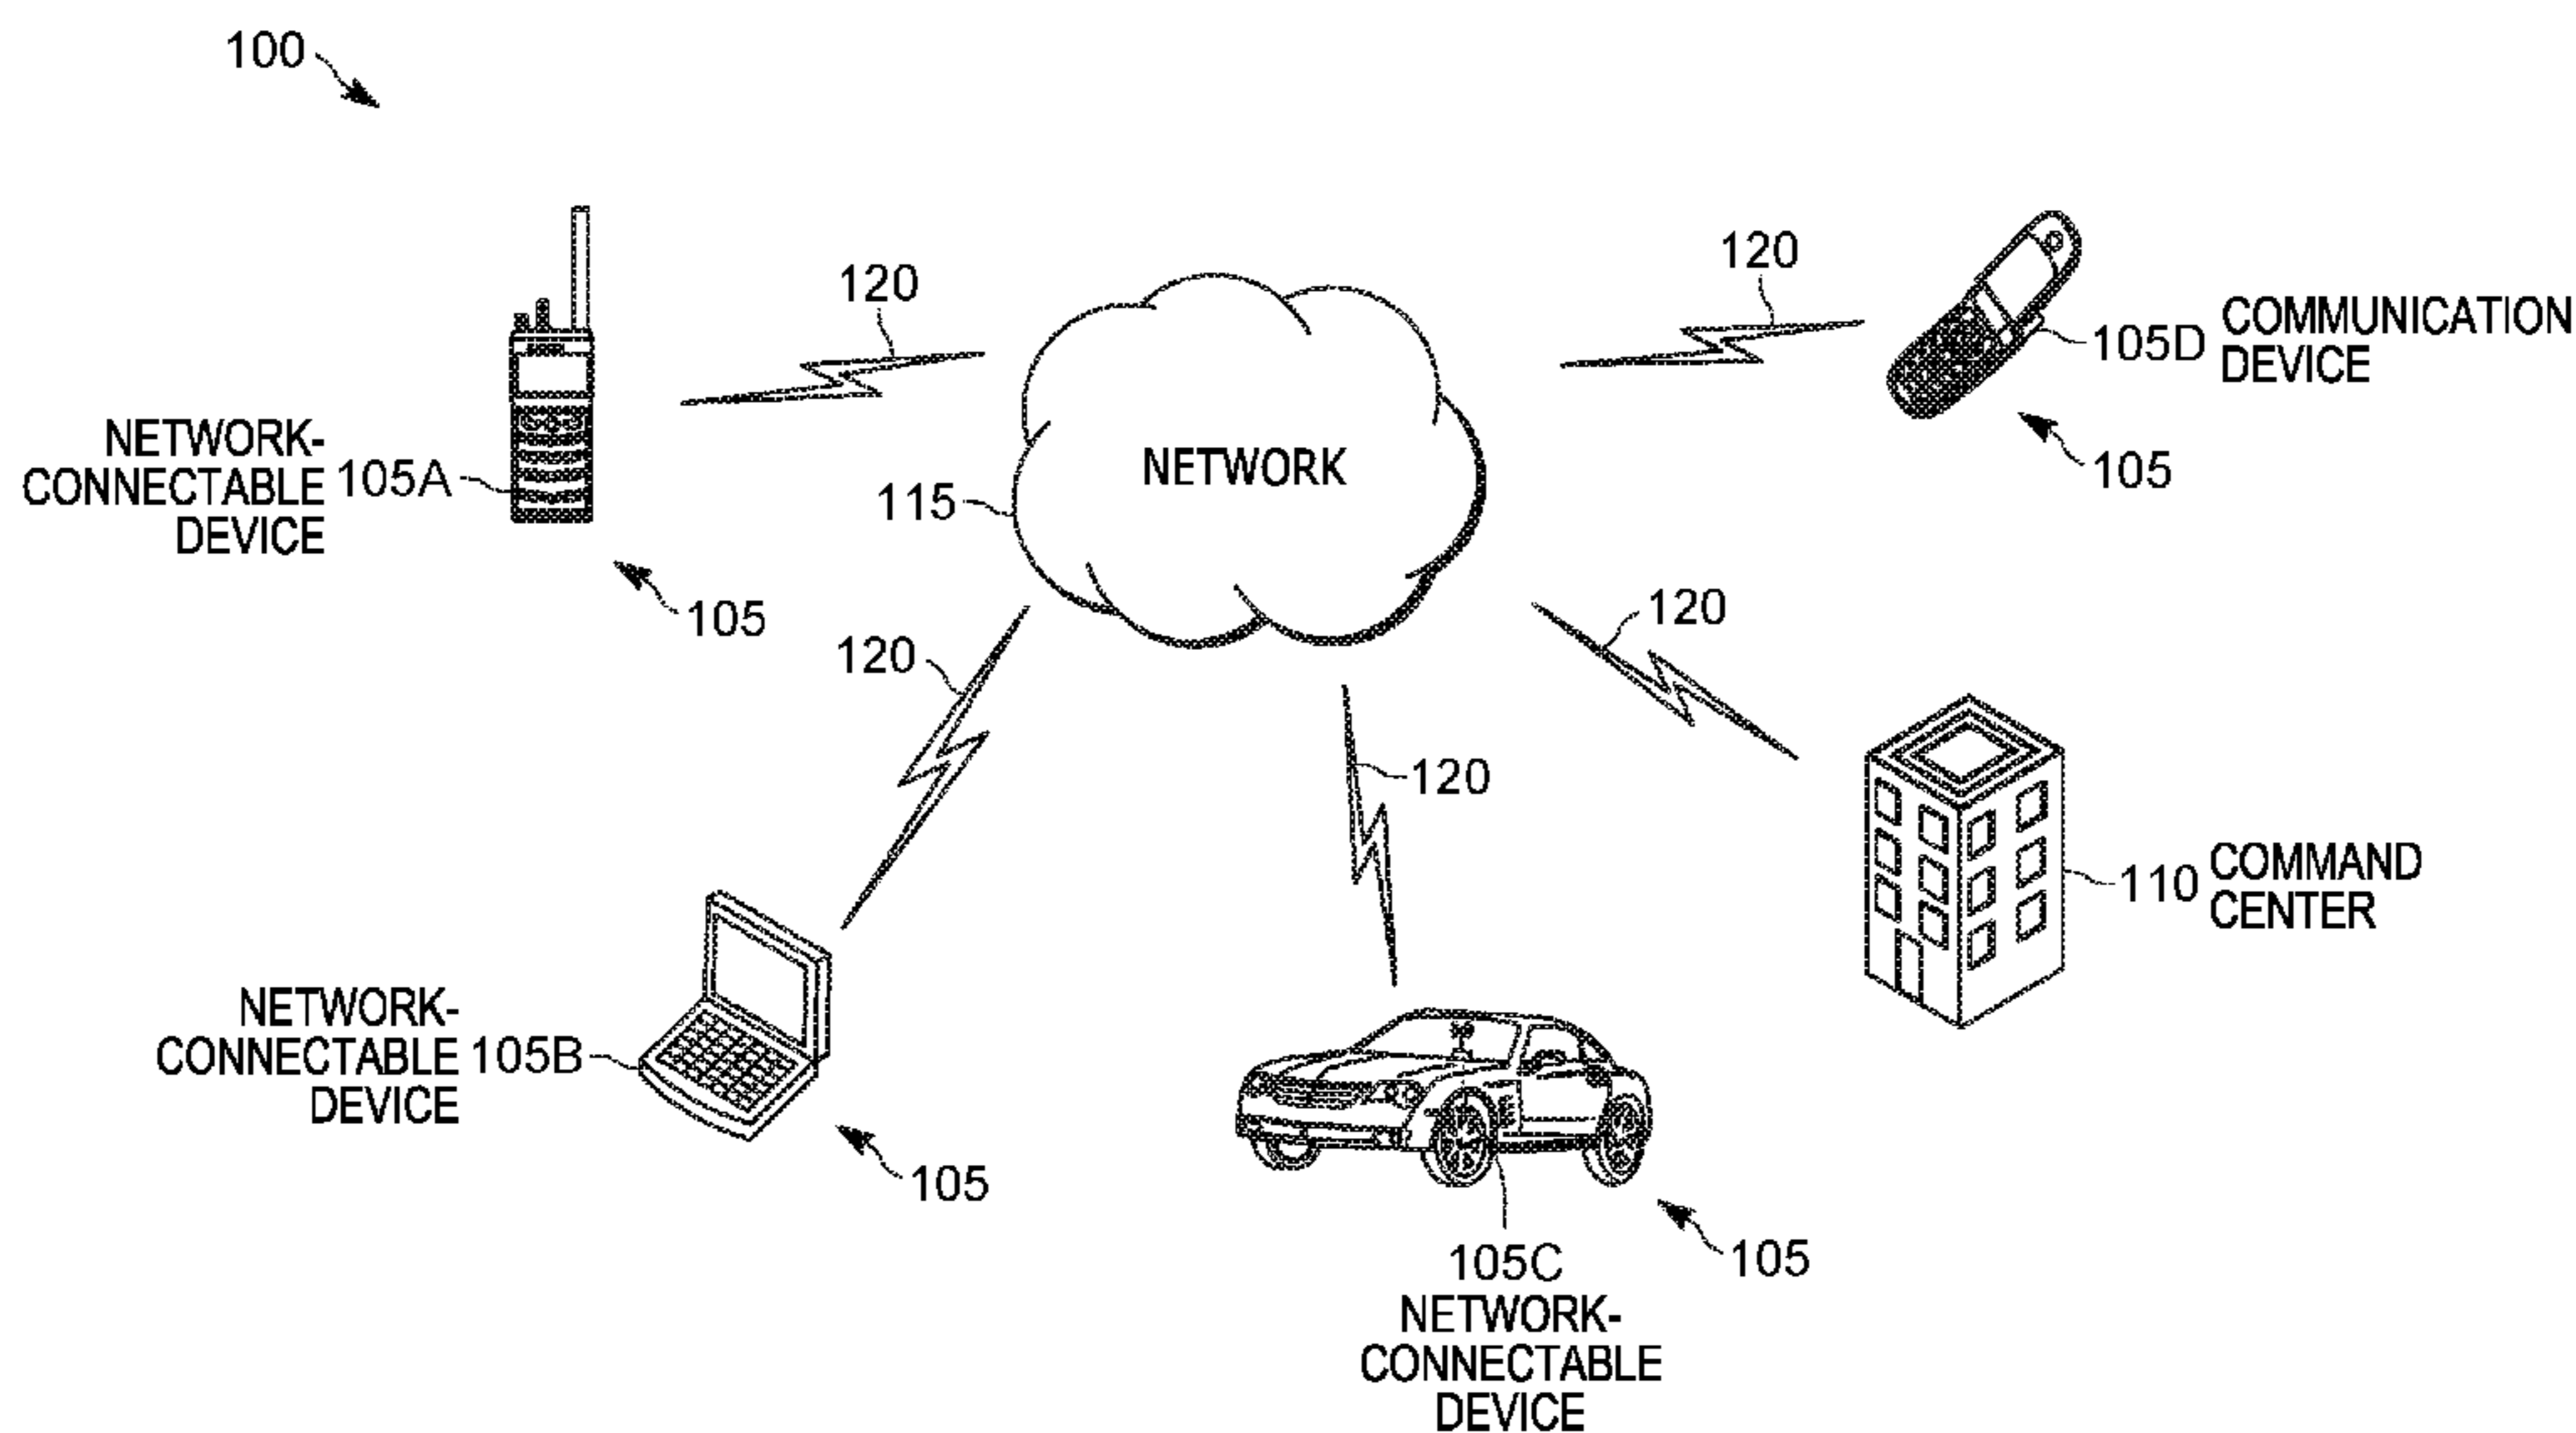 100
120
120
COMMUNICATION
105D DEVICE
105
NETWORK-
CONNECTABLE 105A
DEVICE
105
NETWORK
115
120
120
120
110 COMMAND
CENTER
NETWORK-
CONNECTABLE 105B
DEVICE
105
105C
NETWORK-
CONNECTABLE
DEVICE
105